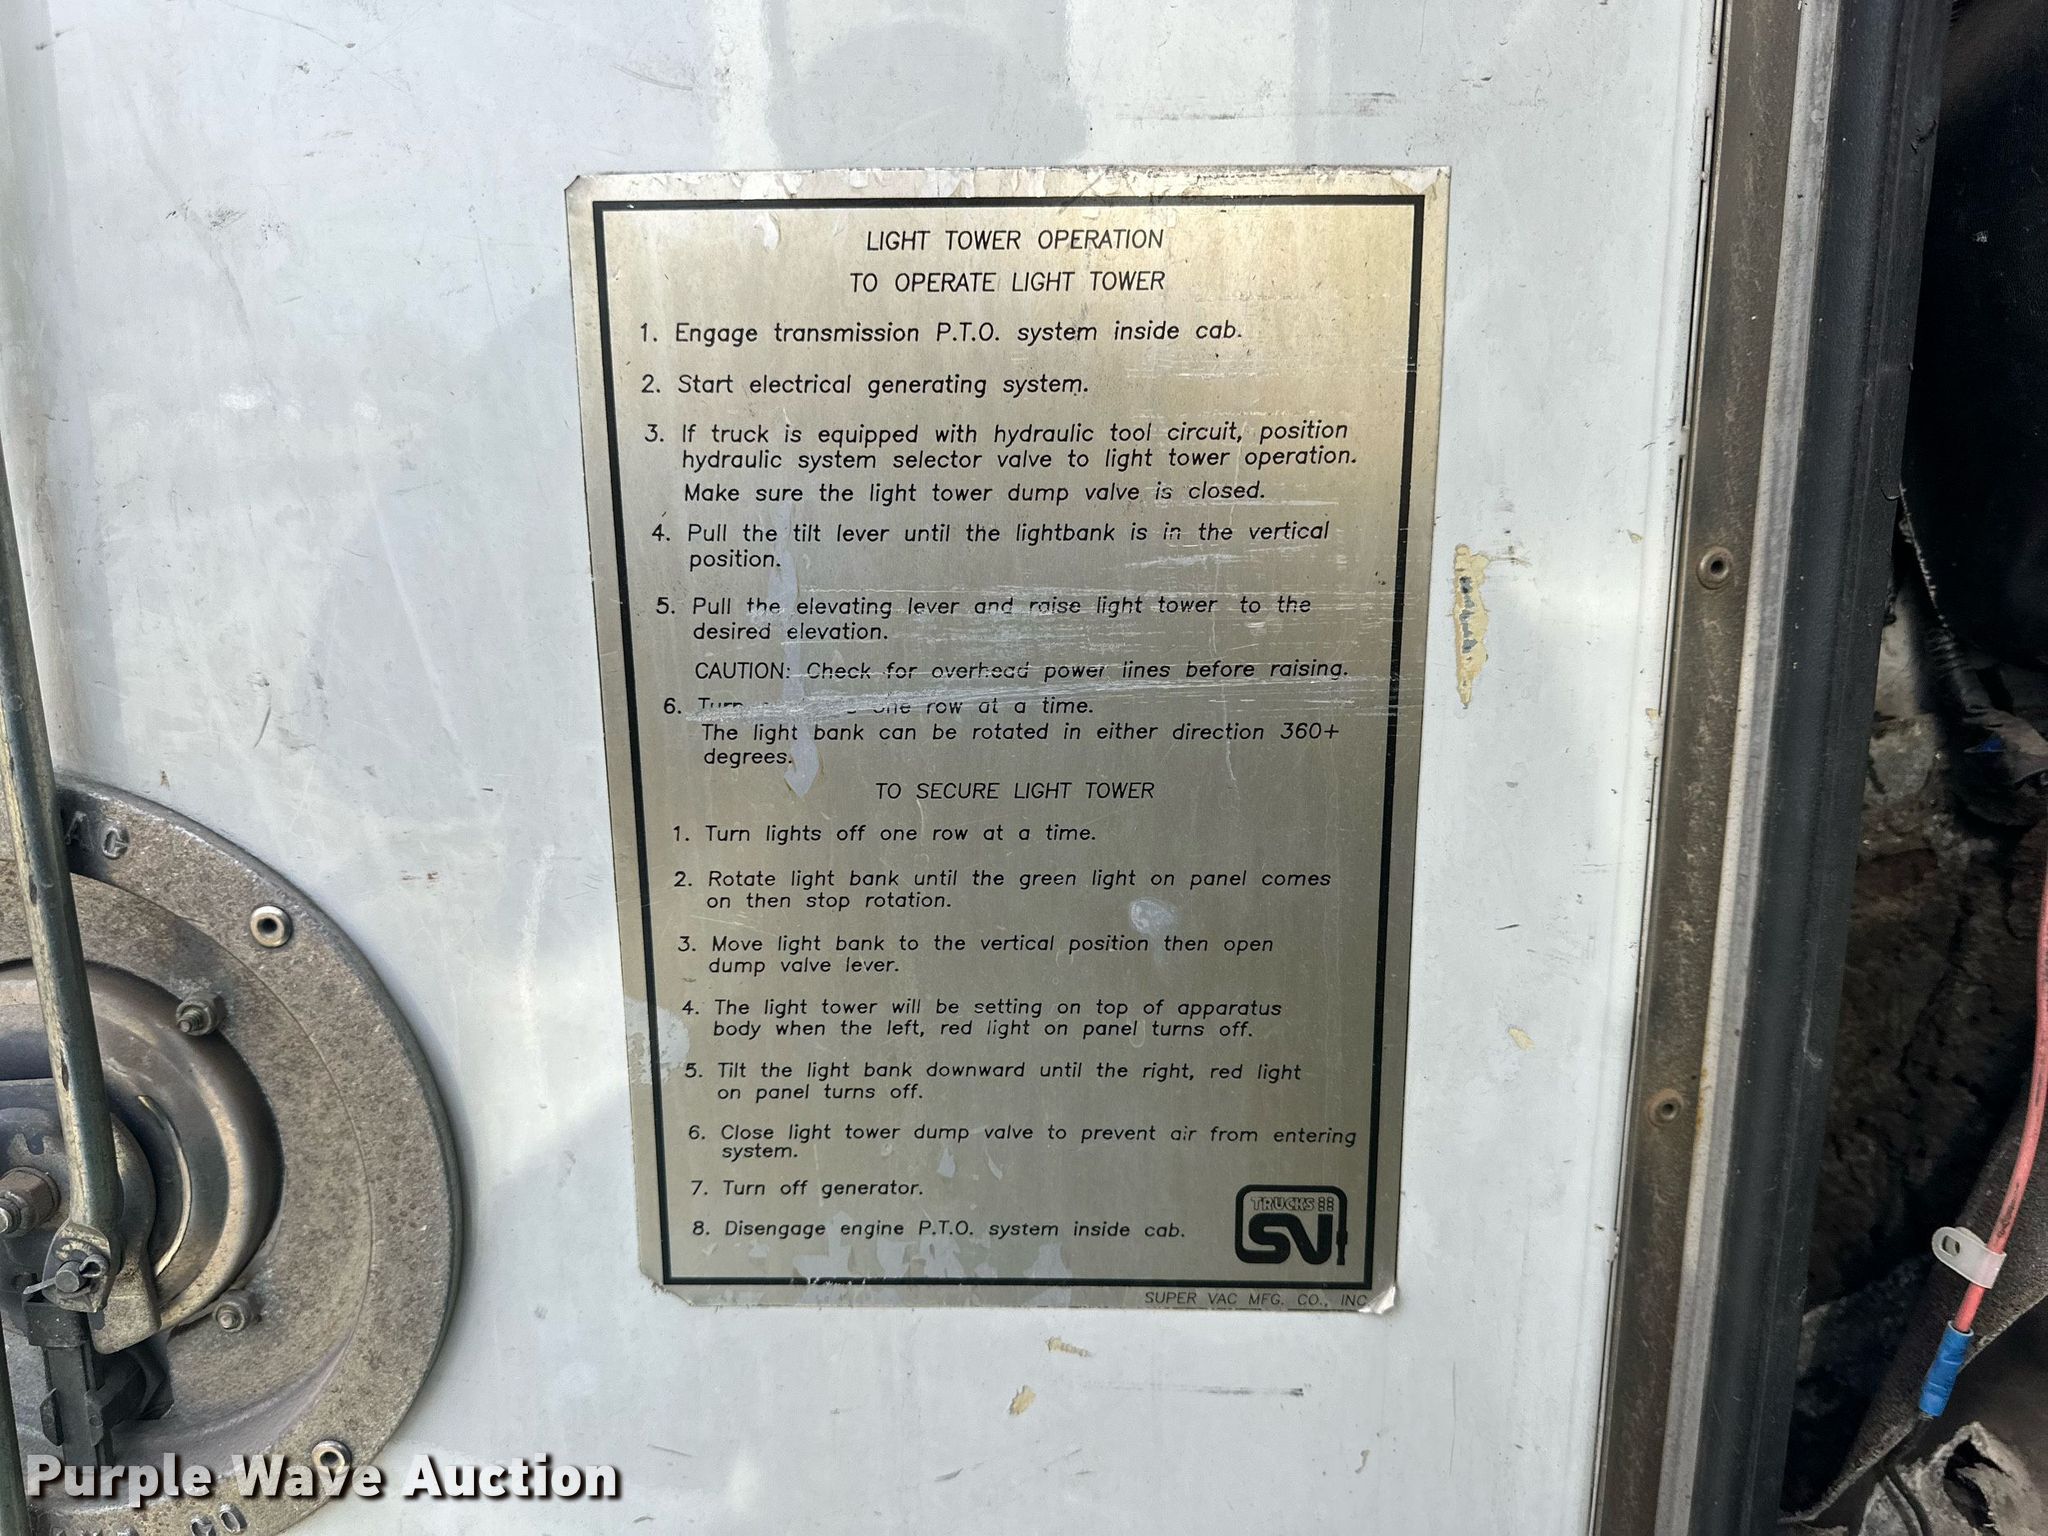 LIGHT TOWER OPERATION
TO OPERATE LIGHT TOWER
1. Engage transmission P.T.O. system inside cab.
2. Start electrical generating system.
3. If truck is equipped with hydraulic tool circuit, position
hydraulic system selector valve to light tower operation.
Make sure the light tower dump valve is closed.
4. Pull the tilt lever until the lightbank is in the vertical
position.
5. Pull the elevating lever and raise light tower to the
desired elevation.
CAUTION: Check for overhead power lines before raising.
6. Turn one row at a time.
The light bank can be rotated in either direction 360+
degrees.
TO SECURE LIGHT TOWER
1. Turn lights off one row at a time.
2. Rotate light bank until the green light on panel comes
on then stop rotation.
3. Move light bank to the vertical position then open
dump valve lever.
4. The light tower will be setting on top of apparatus
body when the left, red light on panel turns off.
5. Tilt the light bank downward until the right, red light
on panel turns off.
6. Close light tower dump valve to prevent air from entering
system.
7. Turn off generator.
8. Disengage engine P.T.O. system inside cab.
TRUCKS
SV
SUPER VAC MFG. CO., INC
Purple Wave Auction
CO